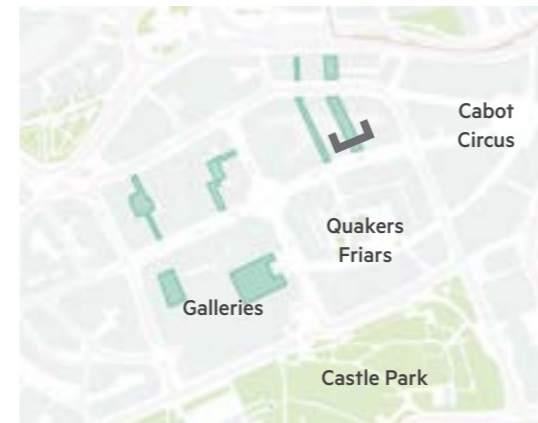 Cabot
Circus
Quakers
Friars
Galleries
Castle Park